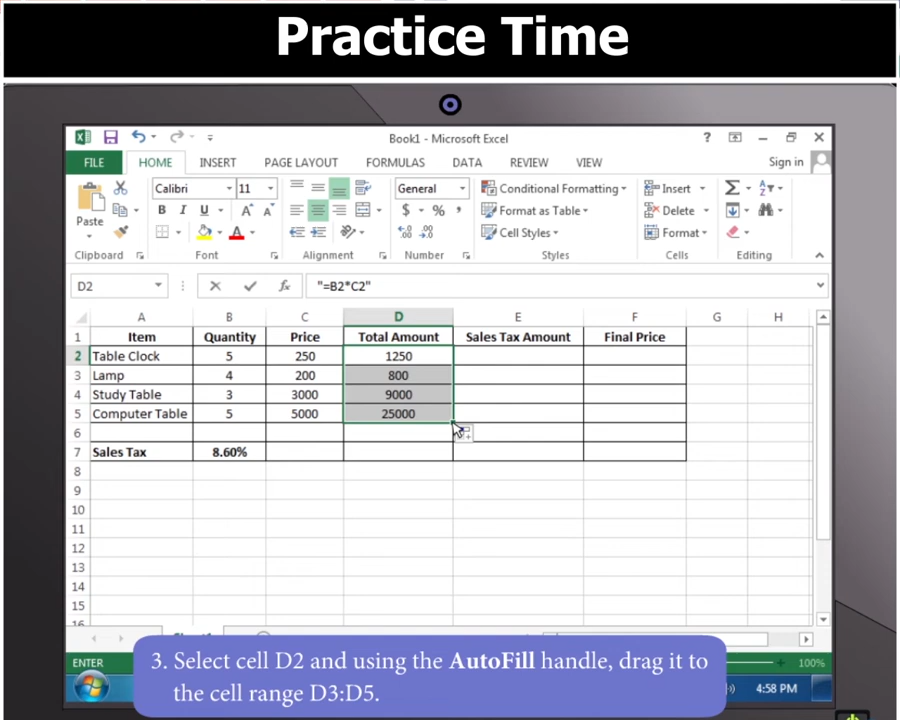 Practice Time
Book1 - Microsoft Excel ?
FILE HOME INSERT PAGE LAYOUT FORMULAS DATA REVIEW VIEW Sign in
Paste
Calibri 11
B I U A A A
General
$ % ,
Conditional Formatting
Format as Table
Cell Styles
Insert
Delete
Format
Clipboard Font Alignment Number Styles Cells Editing
D2 fx "=B2*C2"
A B C D E F G H
1 Item Quantity Price Total Amount Sales Tax Amount Final Price
2 Table Clock 5 250 1250
3 Lamp 4 200 800
4 Study Table 3 3000 9000
5 Computer Table 5 5000 25000
6
7 Sales Tax 8.60%
8
9
10
11
12
13
14
15
16
ENTER 100%
3. Select cell D2 and using the AutoFill handle, drag it to
the cell range D3:D5.
4:58 PM